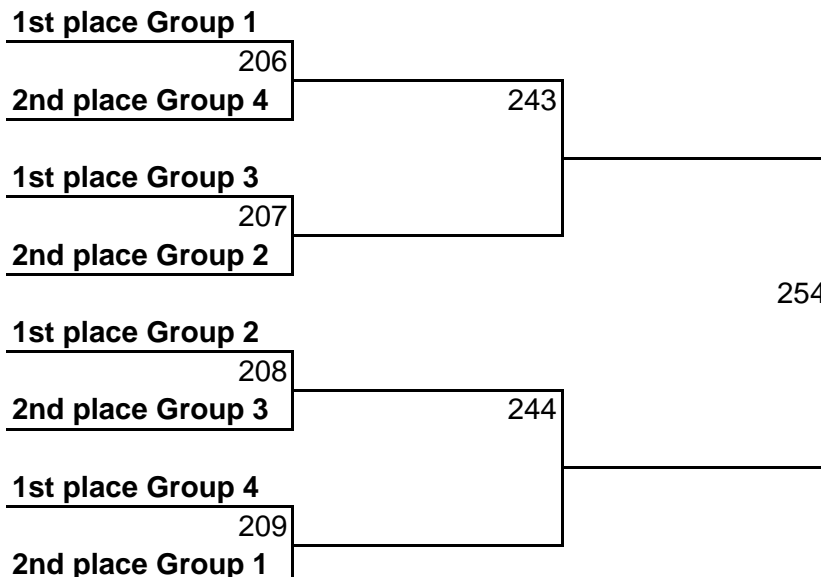 1st place Group 1
206
2nd place Group 4
243
1st place Group 3
207
2nd place Group 2
254
1st place Group 2
208
2nd place Group 3
244
1st place Group 4
209
2nd place Group 1